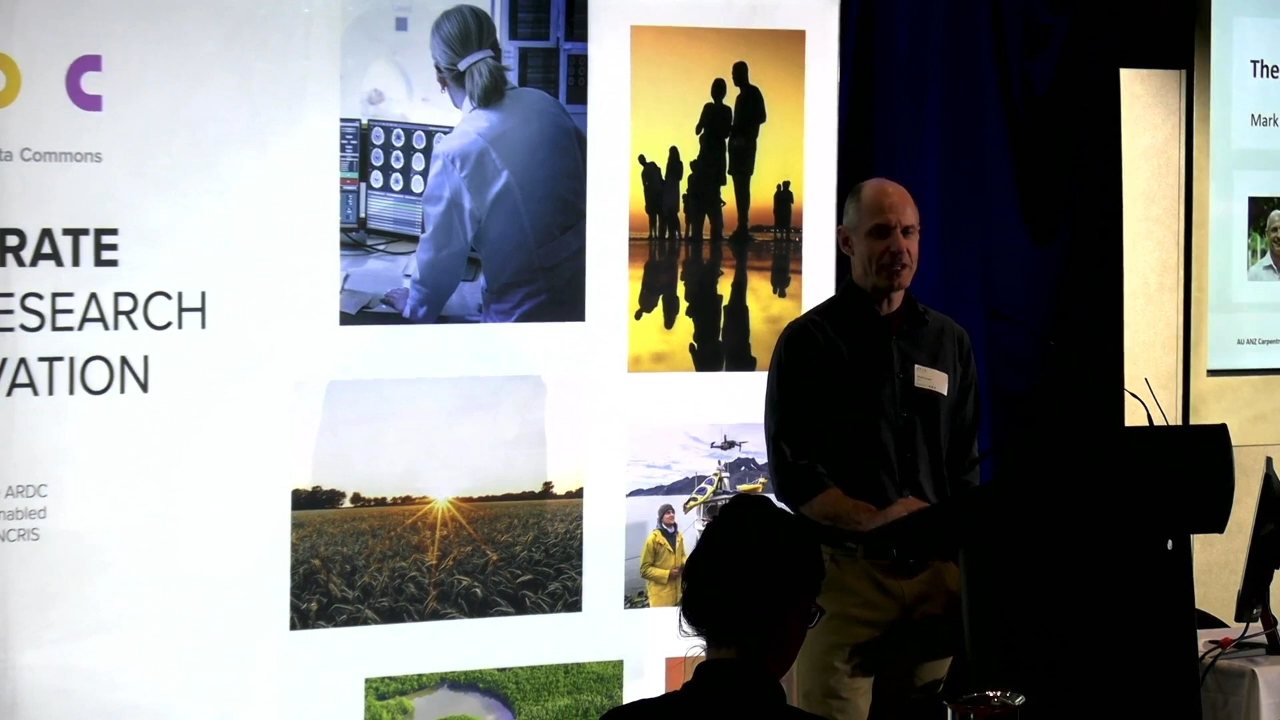 C
ta Commons
RATE
ESEARCH
VATION
ARDC
nabled
NCRIS
The
Mark
AU ANZ Carpentr